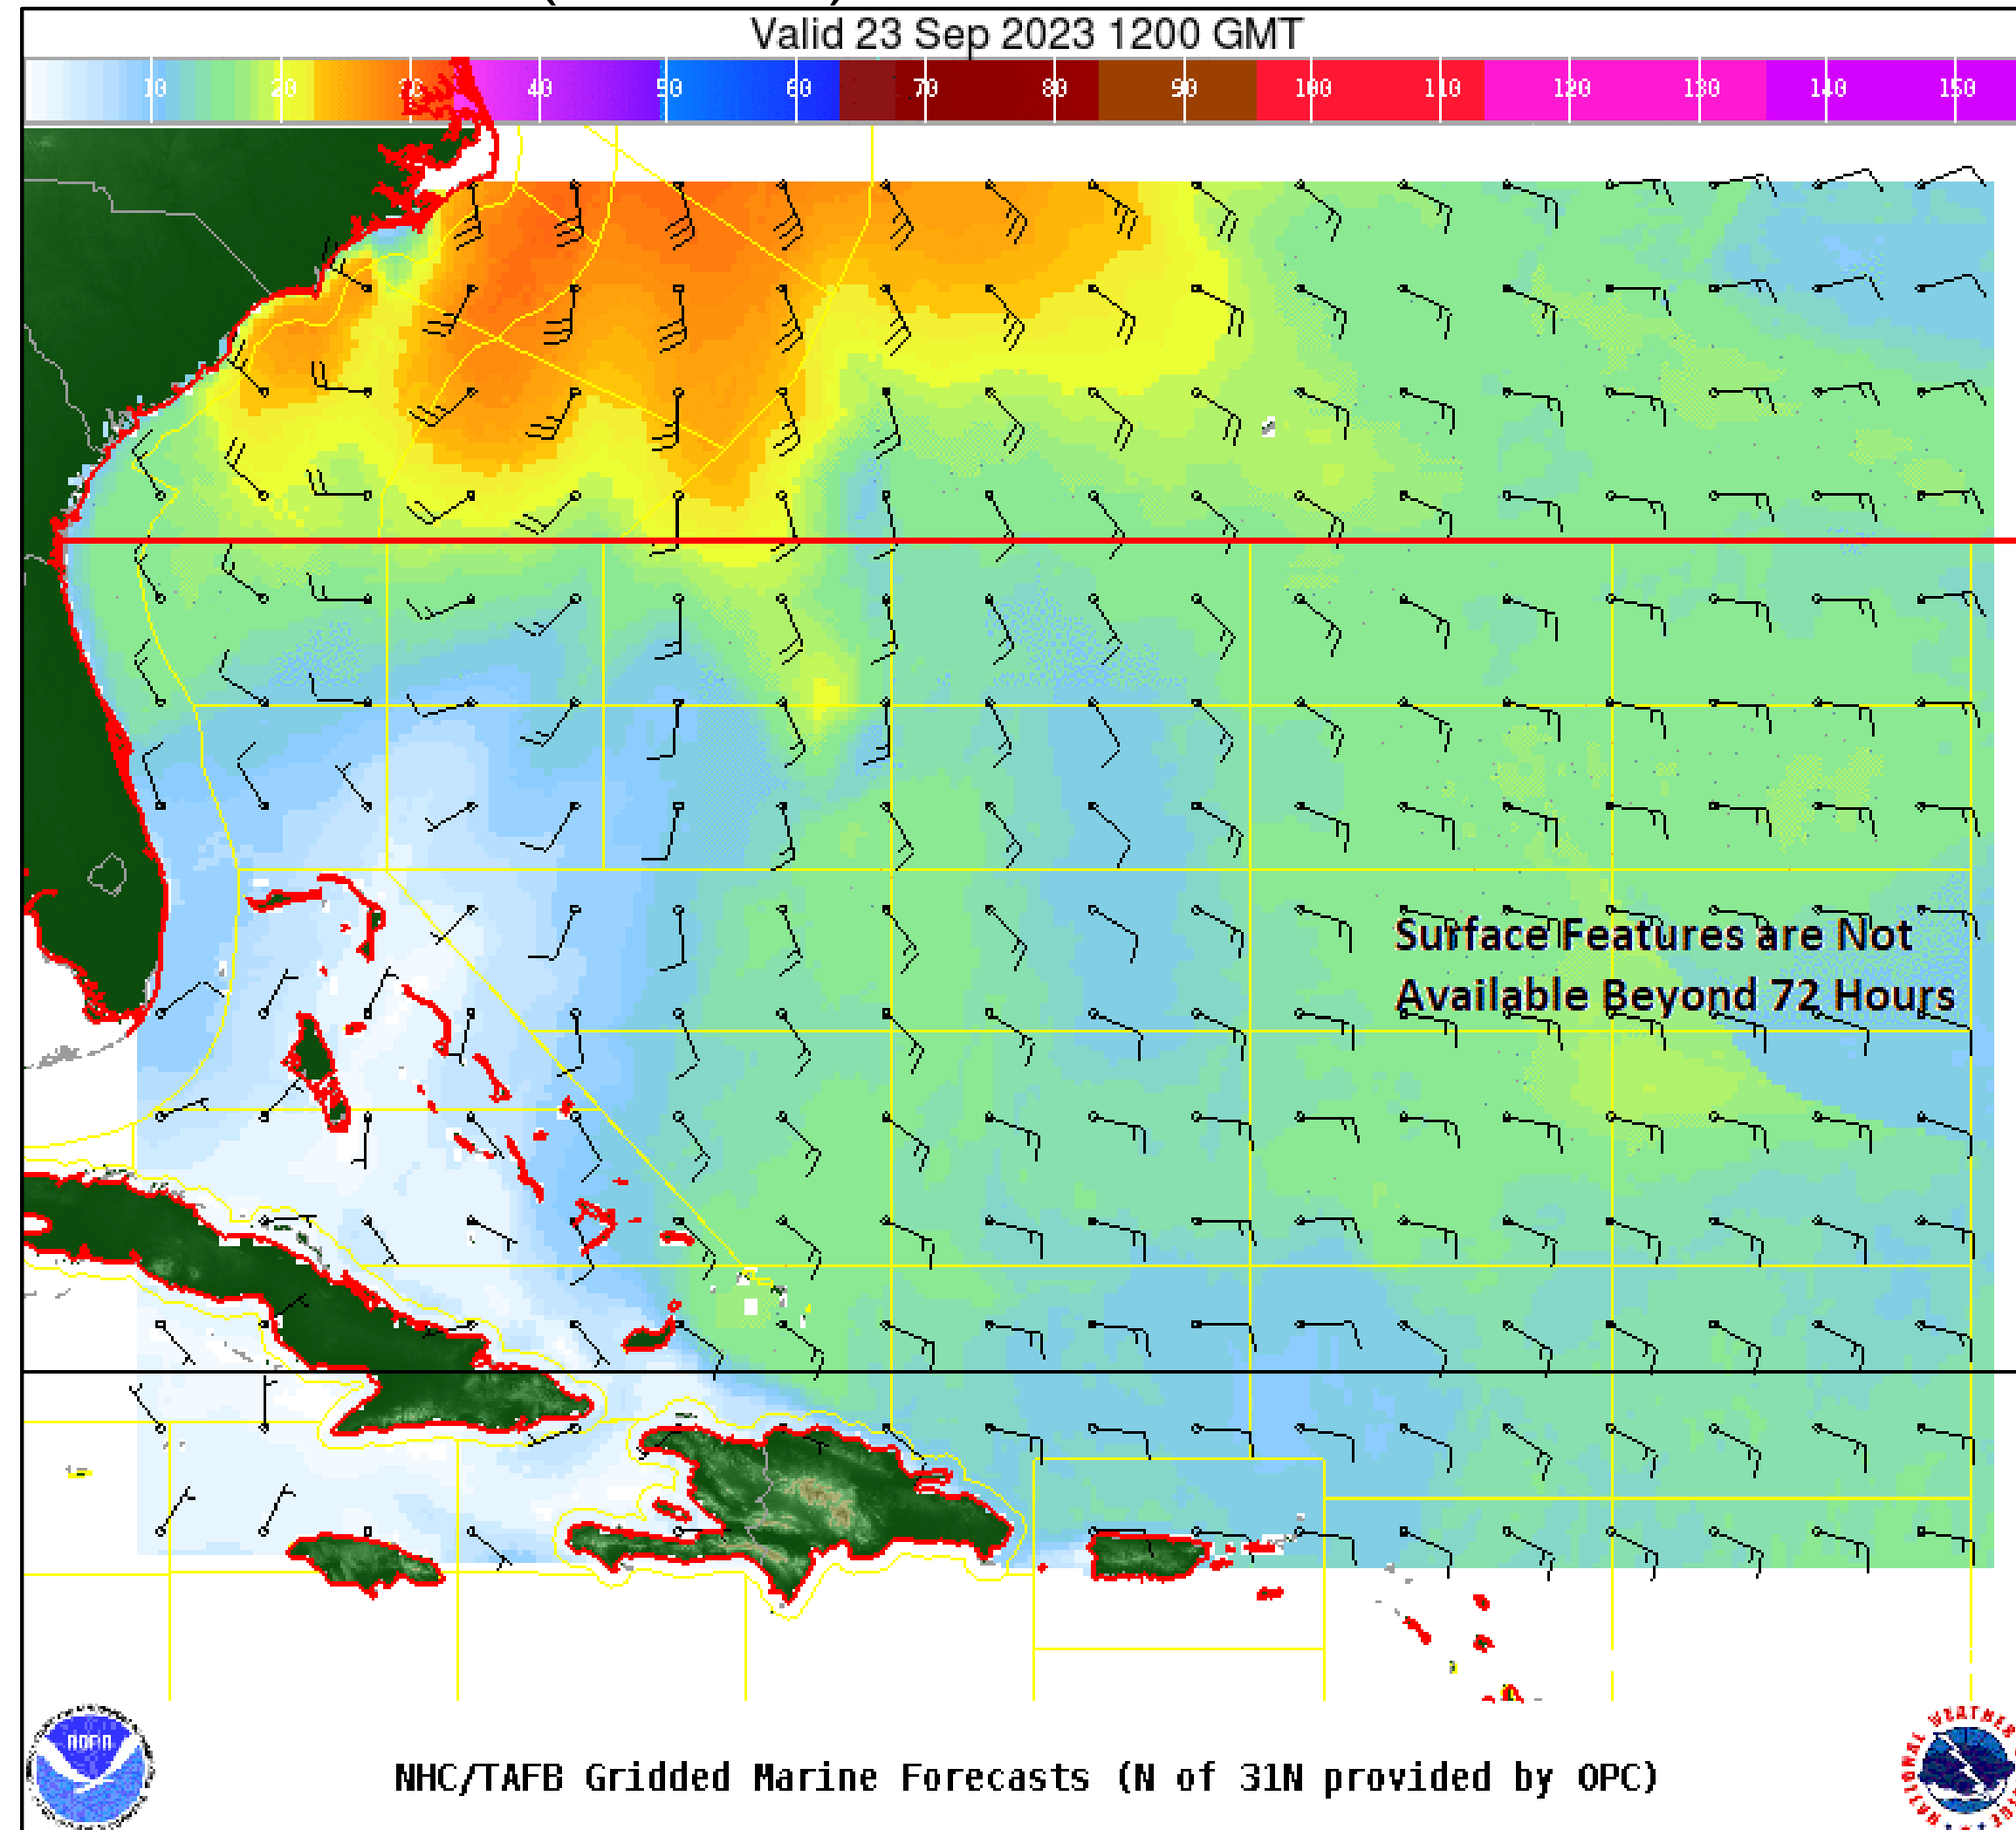 Valid 23 Sep 2023 1200 GMT
10 20 30 40 50 60 70 80 90 100 110 120 130 140 150
Surface Features are Not
Available Beyond 72 Hours
NOAA
NATIONAL WEATHER
NHC/TAFB Gridded Marine Forecasts (N of 31N provided by OPC)